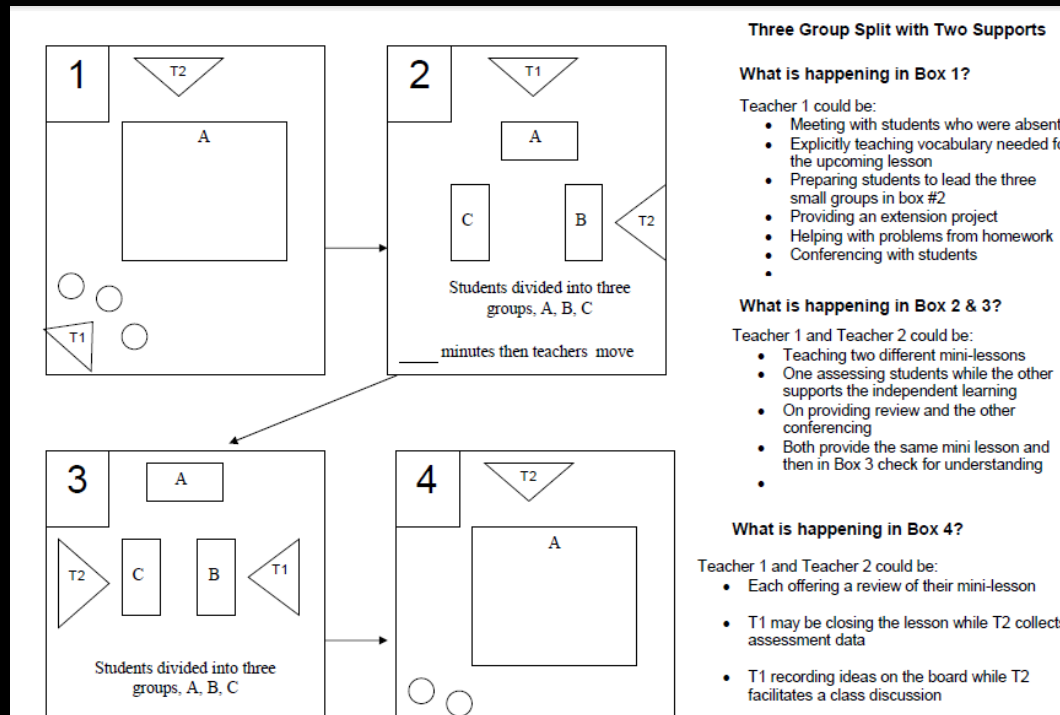 1
T2
A
T1
2
T1
A
C
B
T2
Students divided into three
groups, A, B, C
_____ minutes then teachers move
3
A
T2
C
B
T1
Students divided into three
groups, A, B, C
4
T2
A
Three Group Split with Two Supports
What is happening in Box 1?
Teacher 1 could be:
• Meeting with students who were absent
• Explicitly teaching vocabulary needed fo
the upcoming lesson
• Preparing students to lead the three
small groups in box #2
• Providing an extension project
• Helping with problems from homework
• Conferencing with students
•
What is happening in Box 2 & 3?
Teacher 1 and Teacher 2 could be:
• Teaching two different mini-lessons
• One assessing students while the other
supports the independent learning
• On providing review and the other
conferencing
• Both provide the same mini lesson and
then in Box 3 check for understanding
•
What is happening in Box 4?
Teacher 1 and Teacher 2 could be:
• Each offering a review of their mini-lesson
• T1 may be closing the lesson while T2 collects
assessment data
• T1 recording ideas on the board while T2
facilitates a class discussion